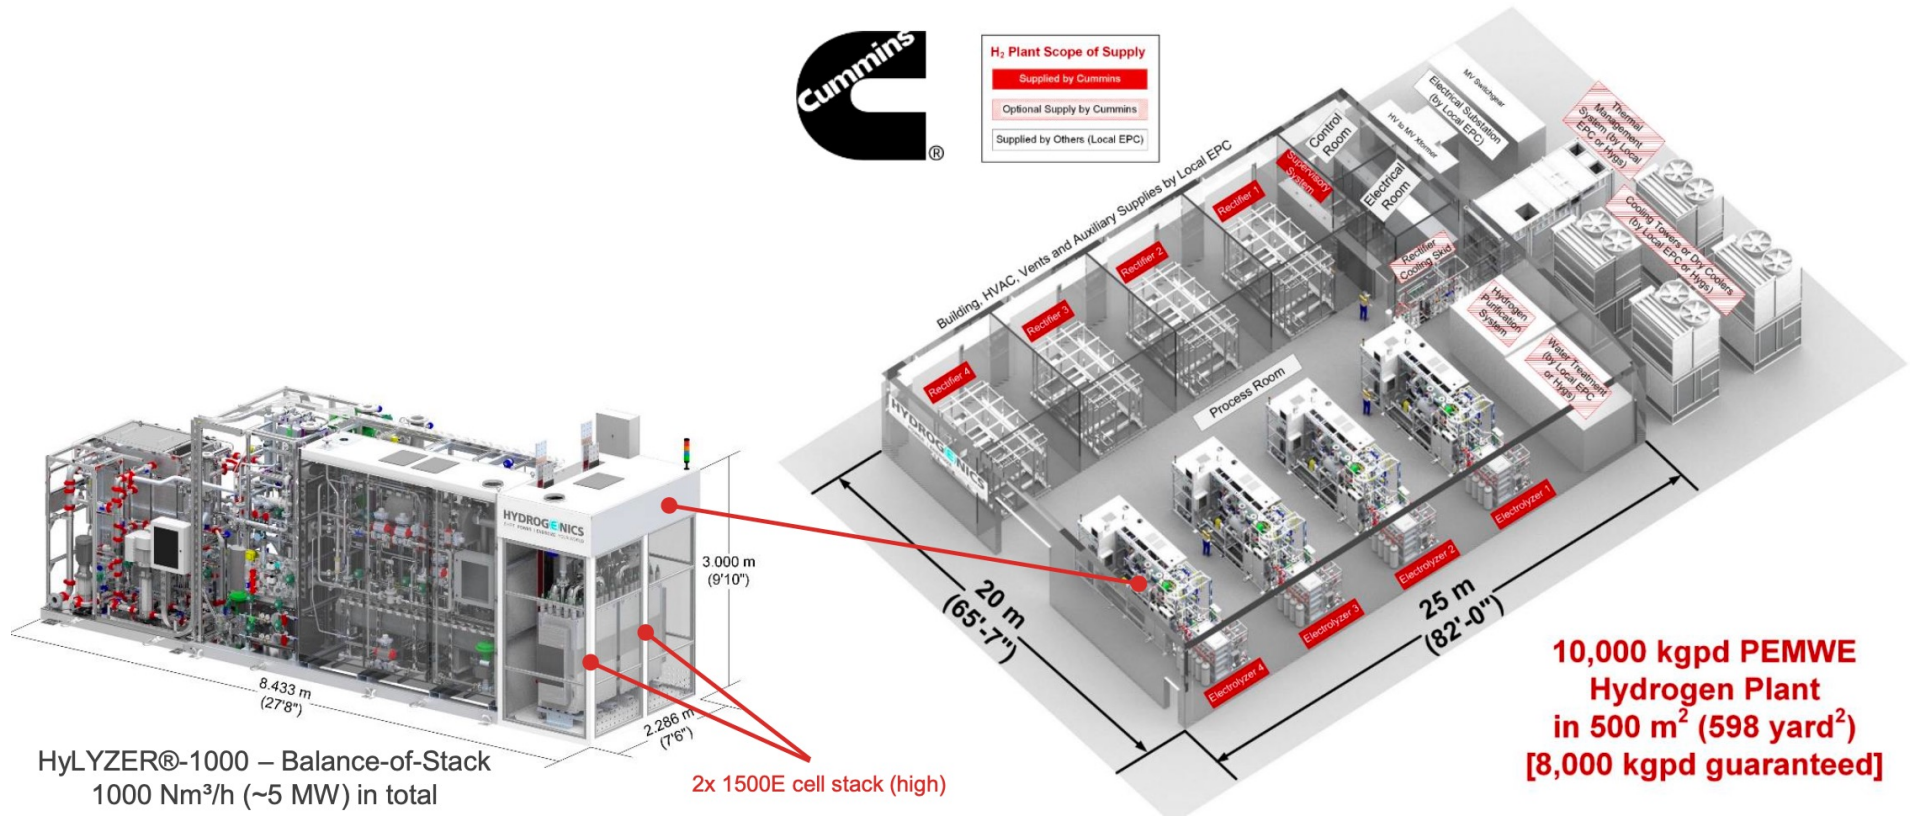 Cummins
®
H₂ Plant Scope of Supply
Supplied by Cummins
Optional Supply by Cummins
Supplied by Others (Local EPC)
Building, HVAC, Vents and Auxiliary Supplies by Local EPC
MV Switchgear
Electrical Substation
(by Local EPC)
HV to MV Xformer
Control
Room
Supervisory
System
Electrical
Room
Thermal
Management
System (by Local
EPC or Hygs)
Cooling Towers or Dry Coolers
(by Local EPC or Hygs)
Rectifier
Cooling Skid
Hydrogen
Purification
System
Water Treatment
(by Local EPC
or Hygs)
Rectifier 1
Rectifier 2
Rectifier 3
Rectifier 4
Process Room
HYDROGENICS
Electrolyzer 1
Electrolyzer 2
Electrolyzer 3
Electrolyzer 4
20 m
(65'-7")
25 m
(82'-0")
HYDROGENICS
3.000 m
(9'10")
8.433 m
(27'8")
2.286 m
(7'6")
HyLYZER®-1000 – Balance-of-Stack
1000 Nm³/h (~5 MW) in total
2x 1500E cell stack (high)
10,000 kgpd PEMWE
Hydrogen Plant
in 500 m² (598 yard²)
[8,000 kgpd guaranteed]